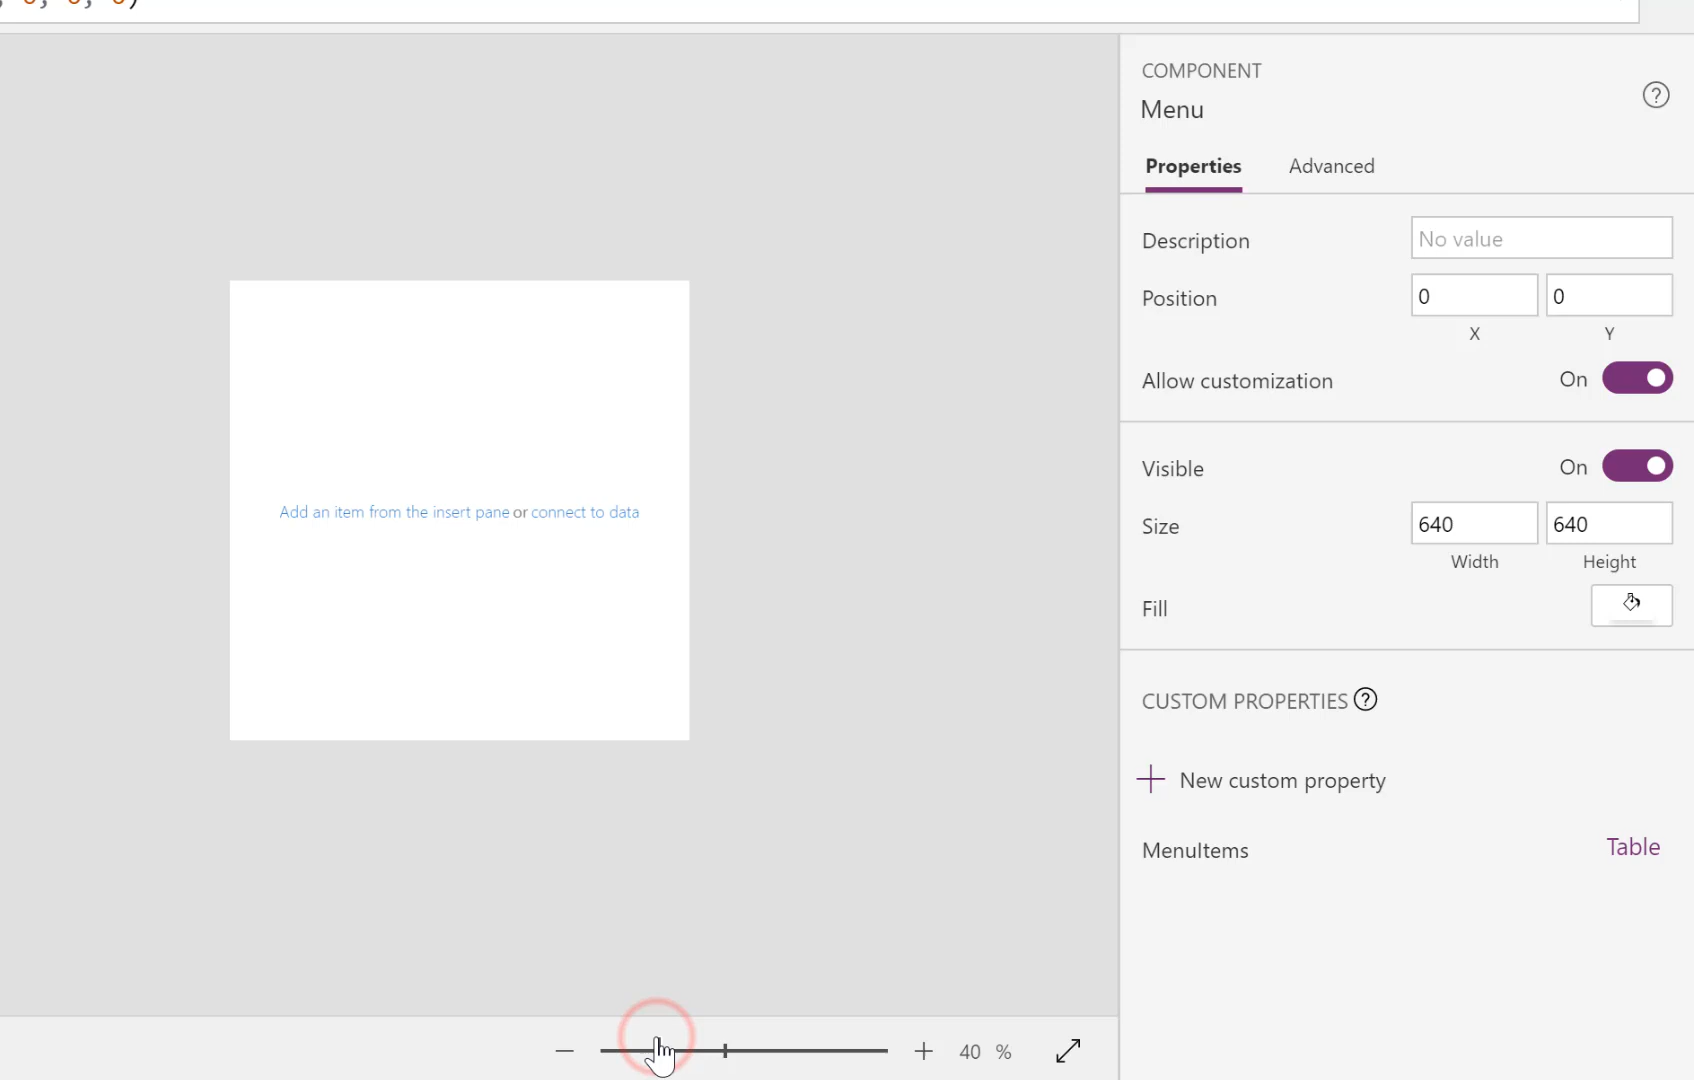 COMPONENT
Menu
Properties Advanced
Description No value
Position 0 0
X Y
Allow customization On
Visible On
Size 640 640
Width Height
Fill
Add an item from the insert pane or connect to data
CUSTOM PROPERTIES ?
New custom property
MenuItems Table
40 %